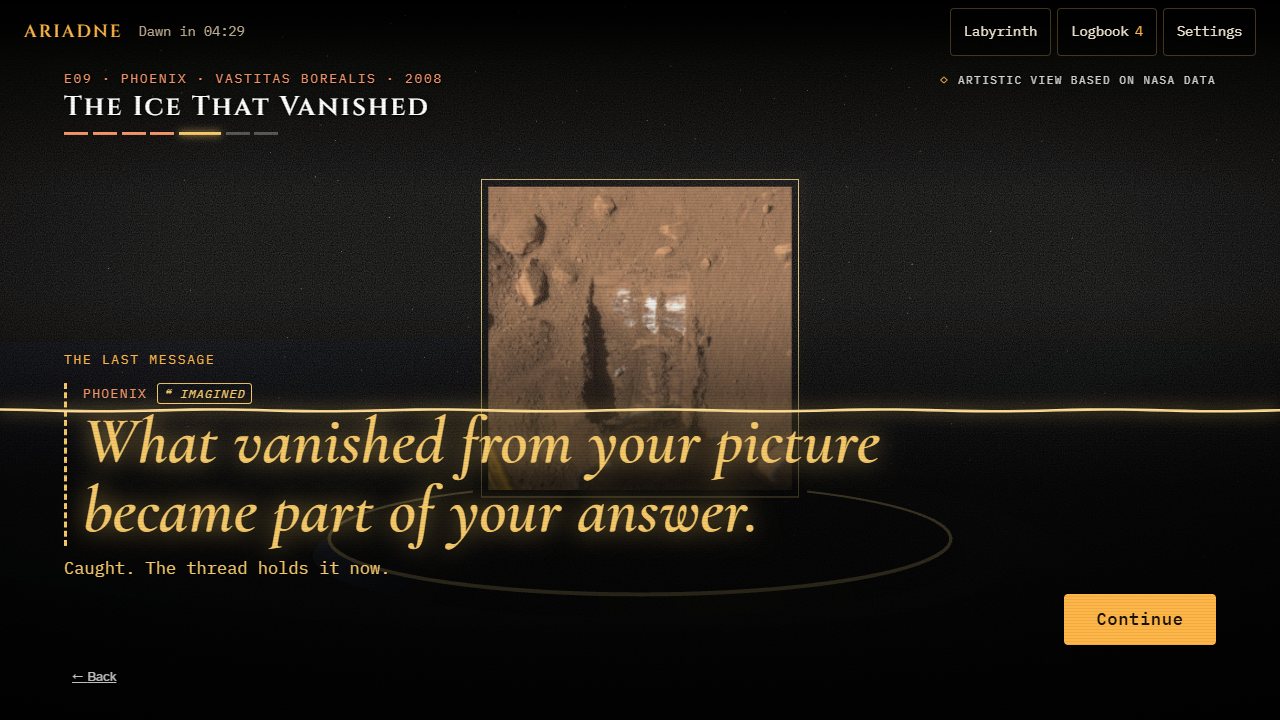 ARIADNE Dawn in 04:29 Labyrinth Logbook 4 Settings
E09 · PHOENIX · VASTITAS BOREALIS · 2008
◇ ARTISTIC VIEW BASED ON NASA DATA
The Ice That Vanished
THE LAST MESSAGE
PHOENIX ❝ IMAGINED
What vanished from your picture
became part of your answer.
Caught. The thread holds it now.
Continue
← Back